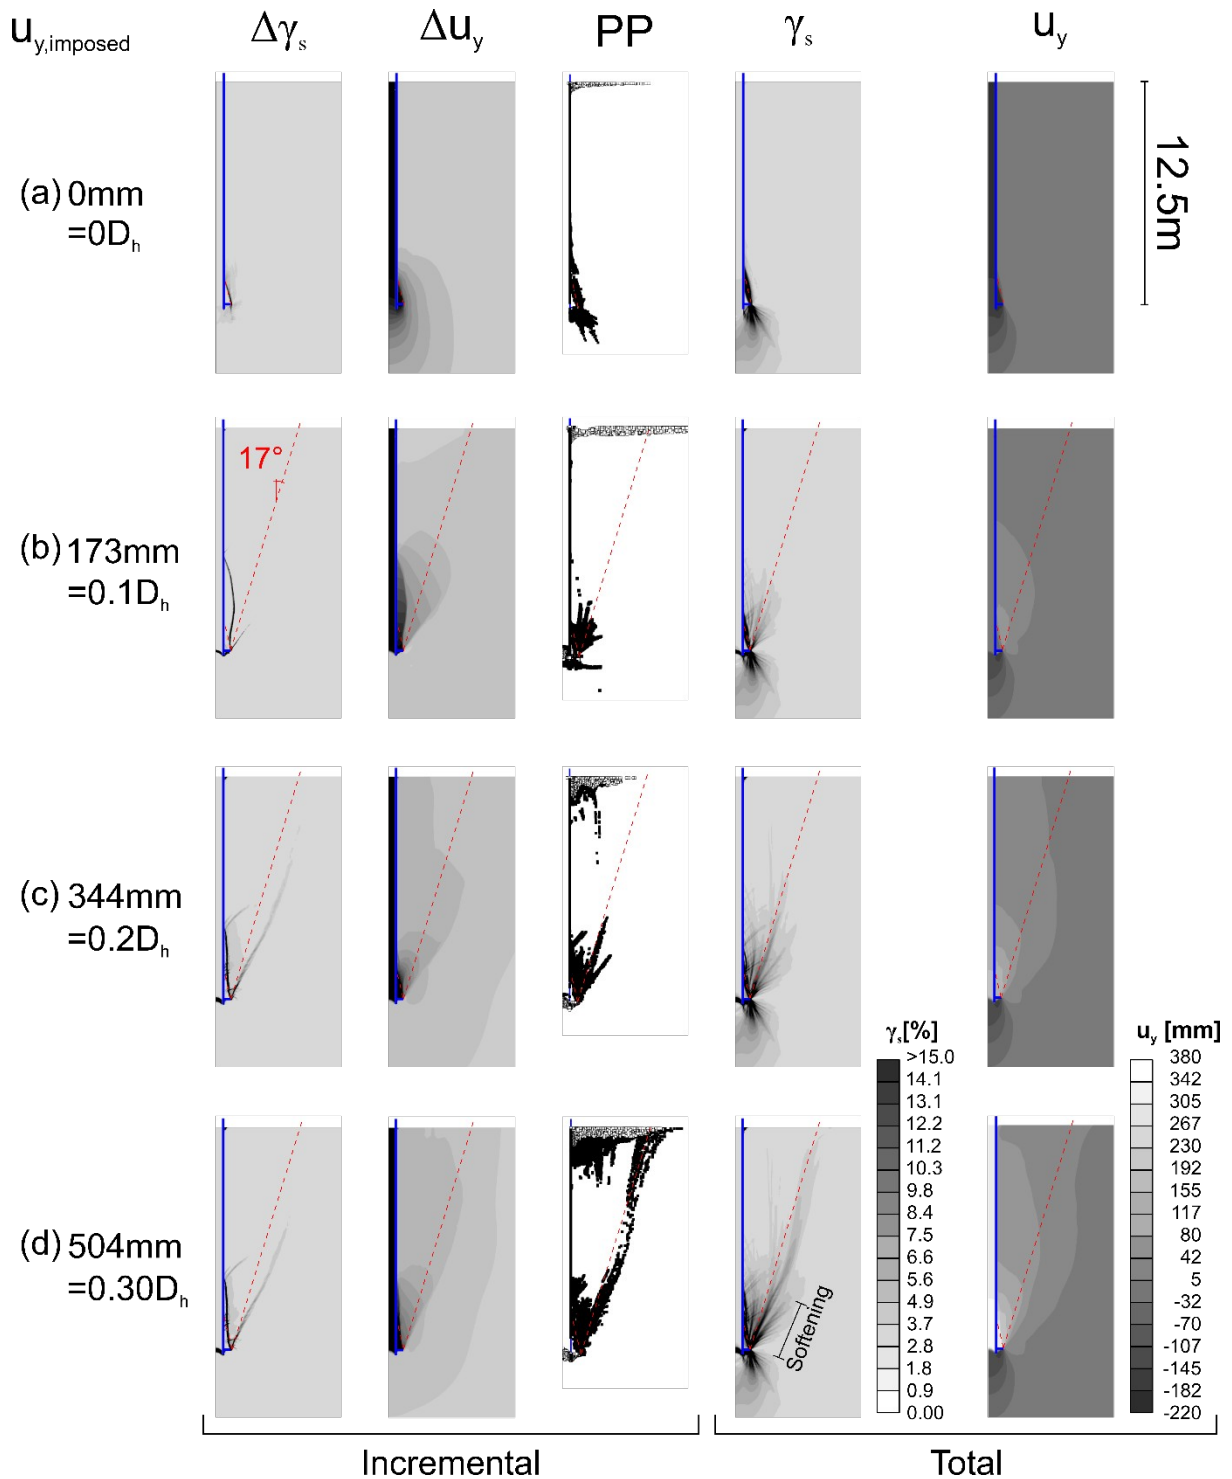 u y,imposed
Δγs
Δuy
PP
γs
uy
(a) 0mm
=0Dh
12.5m
17°
(b) 173mm
=0.1Dh
(c) 344mm
=0.2Dh
γs[%]
>15.0
14.1
13.1
12.2
11.2
10.3
9.8
8.4
7.5
6.6
5.6
4.9
3.7
2.8
1.8
0.9
0.00
uy [mm]
380
342
305
267
230
192
155
117
80
42
5
-32
-70
-107
-145
-182
-220
(d) 504mm
=0.30Dh
Softening
Incremental
Total